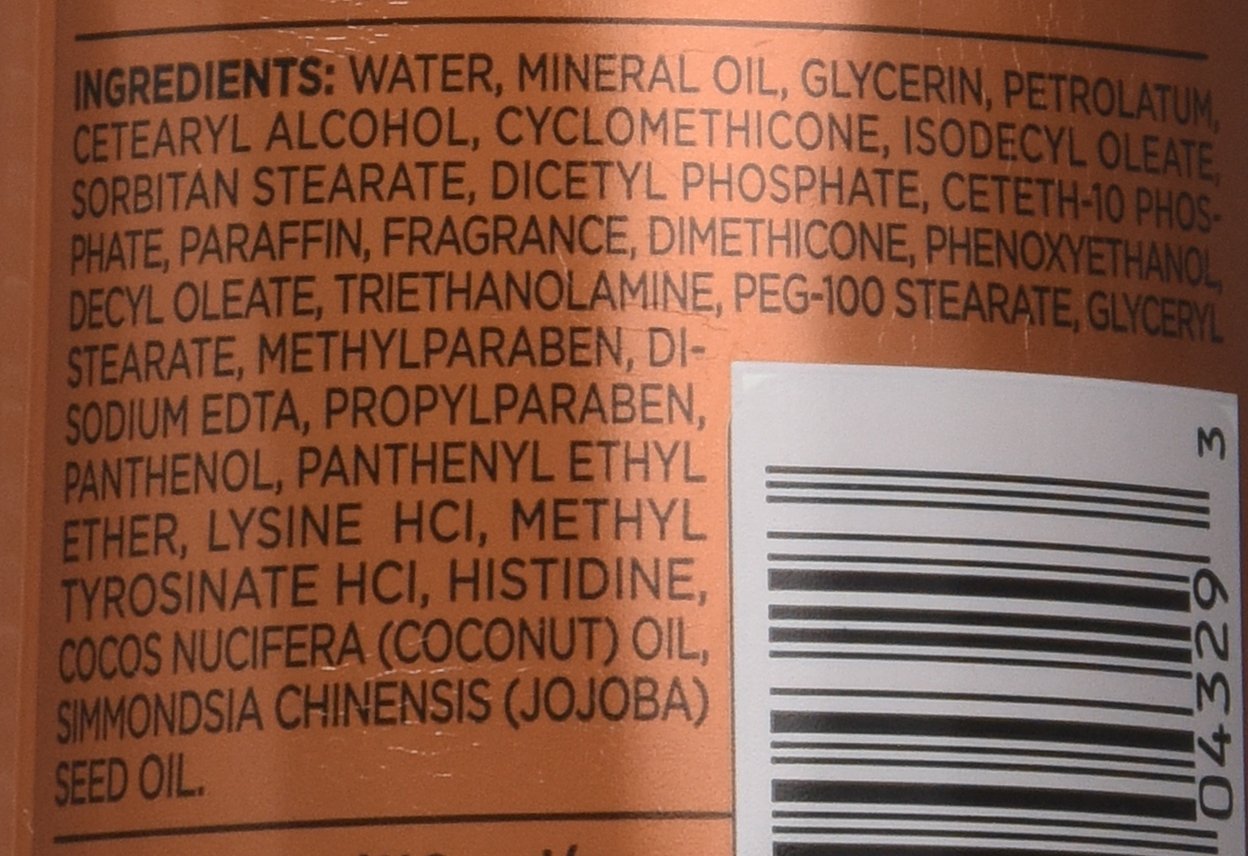 INGREDIENTS: WATER, MINERAL OIL, GLYCERIN, PETROLATUM,
CETEARYL ALCOHOL, CYCLOMETHICONE, ISODECYL OLEATE,
SORBITAN STEARATE, DICETYL PHOSPHATE, CETETH-10 PHOS-
PHATE, PARAFFIN, FRAGRANCE, DIMETHICONE, PHENOXYETHANOL,
DECYL OLEATE, TRIETHANOLAMINE, PEG-100 STEARATE, GLYCERYL
STEARATE, METHYLPARABEN, DI-
SODIUM EDTA, PROPYLPARABEN,
PANTHENOL, PANTHENYL ETHYL
ETHER, LYSINE HCl, METHYL
TYROSINATE HCl, HISTIDINE,
COCOS NUCIFERA (COCONUT) OIL,
SIMMONDSIA CHINENSIS (JOJOBA)
SEED OIL.
04329 3